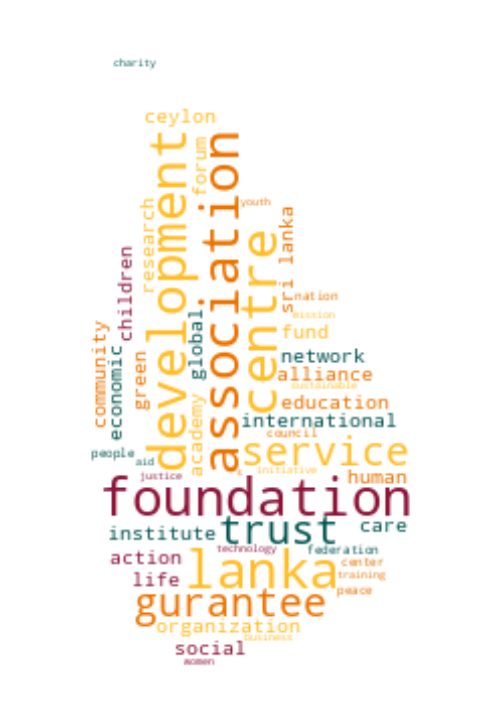 charity
ceylon
development
association
forum
youth
research
centre
sri lanka
children
nation
mission
global
fund
community
economic
green
network
alliance
sustainable
academy
education
international
council
service
people
aid
initiative
justice
human
foundation
trust
care
institute
technology
federation
action
lanka
center
life
training
peace
gurantee
organization
business
social
women